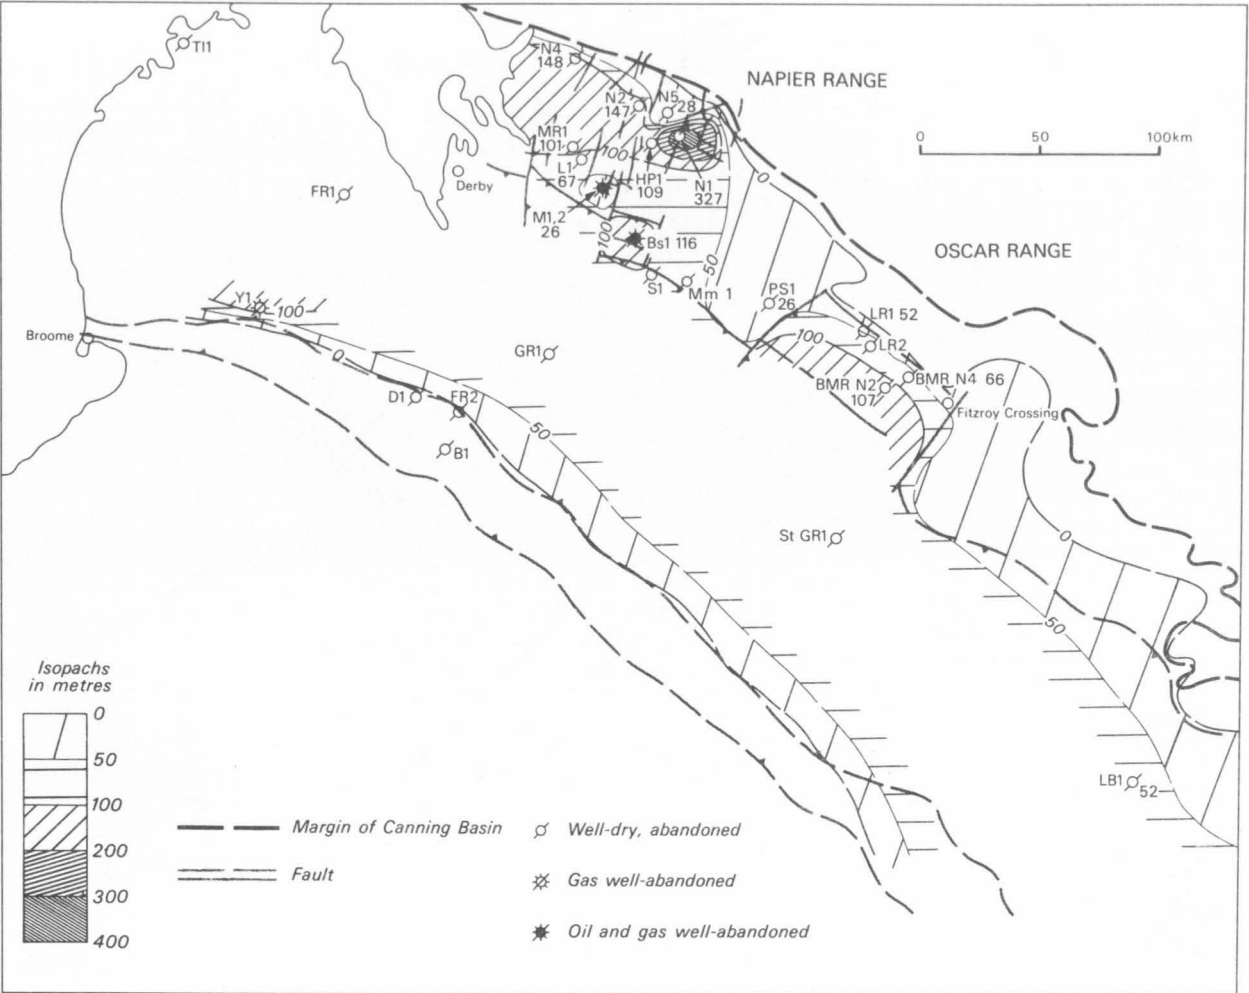 TI1
N4
148
NAPIER RANGE
N2
147
N5
28
0 50 100km
MR1
101
100
L1
67
HP1
109
N1
327
0
Derby
FR1
M1,2
26
100
Bs1 116
OSCAR RANGE
50
S1
Mm 1
PS1
26
Y1
100
LR1 52
Broome
0
GR1
100
LR2
BMR N2
107
BMR N4 66
D1
FR2
Fitzroy Crossing
50
B1
St GR1
0
50
Isopachs
in metres
0
50
100
200
300
400
LB1
52
Margin of Canning Basin
Fault
Well-dry, abandoned
Gas well-abandoned
Oil and gas well-abandoned